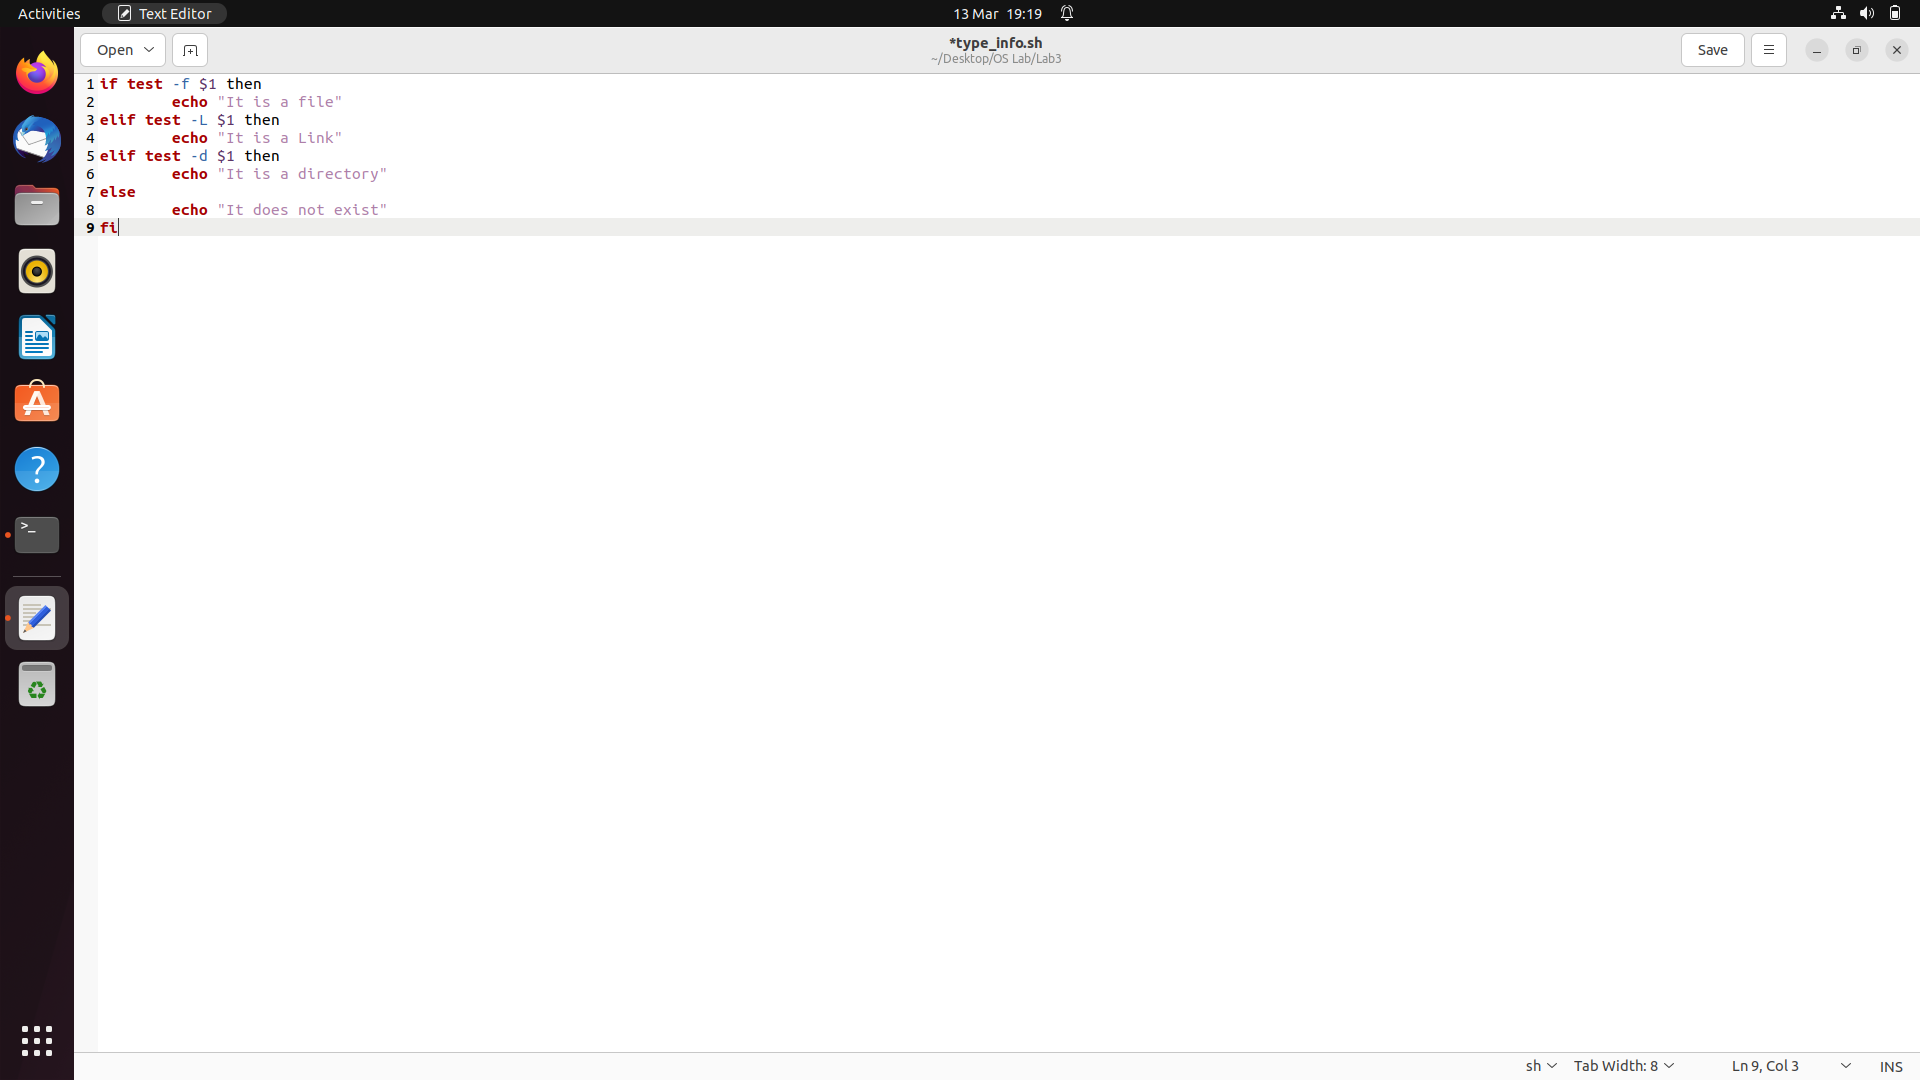 Activities
Text Editor
13 Mar 19:19
Open
*type_info.sh
~/Desktop/OS Lab/Lab3
Save
1 if test -f $1 then
2         echo "It is a file"
3 elif test -L $1 then
4         echo "It is a Link"
5 elif test -d $1 then
6         echo "It is a directory"
7 else
8         echo "It does not exist"
9 fi
>_
?
sh
Tab Width: 8
Ln 9, Col 3
INS